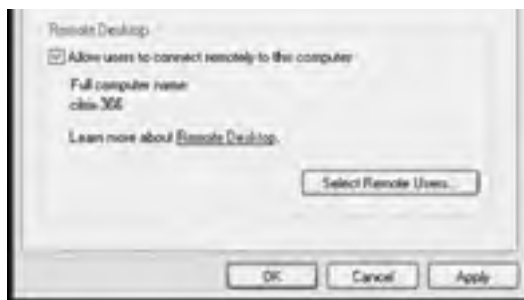 Remote Desktop
Allow users to connect remotely to this computer
Full computer name:
citrix-366
Learn more about Remote Desktop.
Select Remote Users...
OK Cancel Apply